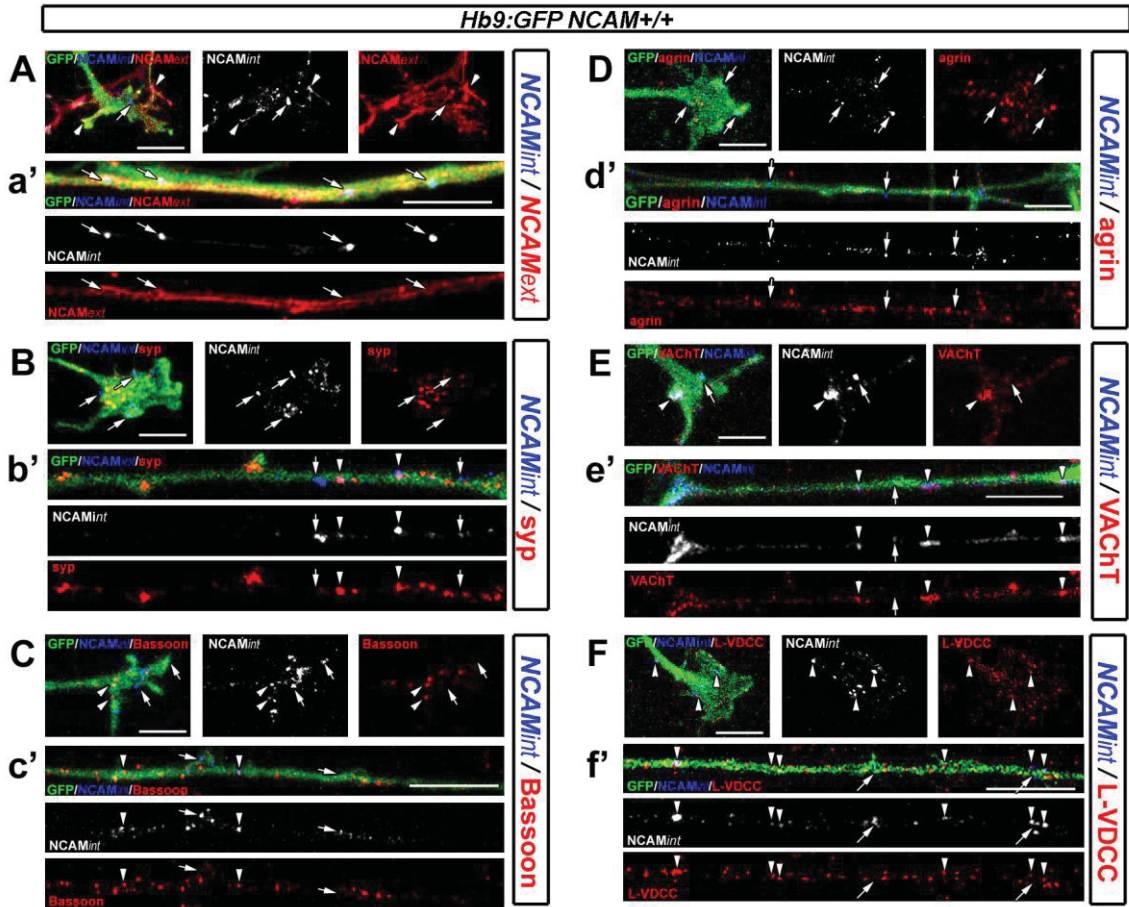 Hb9:GFP NCAM+/+
A
GFP/NCAMint/NCAMext
NCAMint
NCAMext
a'
GFP/NCAMint/NCAMext
NCAMint
NCAMext
NCAMint / NCAMext
B
GFP/NCAMint/syp
NCAMint
syp
b'
GFP/NCAMint/syp
NCAMint
syp
NCAMint / syp
C
GFP/NCAMint/Bassoon
NCAMint
Bassoon
c'
GFP/NCAMint/Bassoon
NCAMint
Bassoon
NCAMint / Bassoon
D
GFP/agrin/NCAMint
NCAMint
agrin
d'
GFP/agrin/NCAMint
NCAMint
agrin
NCAMint / agrin
E
GFP/VAChT/NCAMint
NCAMint
VAChT
e'
GFP/VAChT/NCAMint
NCAMint
VAChT
NCAMint / VAChT
F
GFP/NCAMint/L-VDCC
NCAMint
L-VDCC
f'
GFP/NCAMint/L-VDCC
NCAMint
L-VDCC
NCAMint / L-VDCC